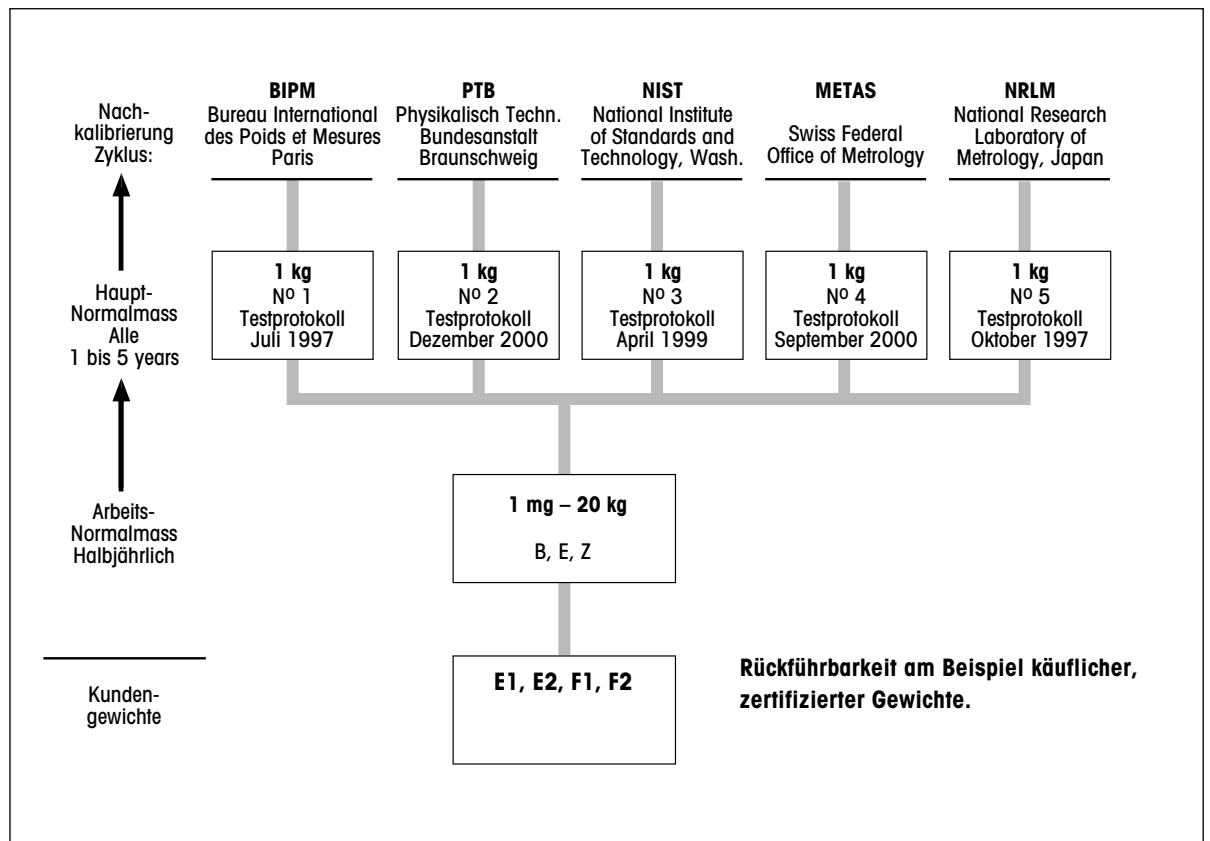 Nach-
kalibrierung
Zyklus:
BIPM
Bureau International
des Poids et Mesures
Paris
PTB
Physikalisch Techn.
Bundesanstalt
Braunschweig
NIST
National Institute
of Standards and
Technology, Wash.
METAS
Swiss Federal
Office of Metrology
NRLM
National Research
Laboratory of
Metrology, Japan
Haupt-
Normalmass
Alle
1 bis 5 years
1 kg
Nº 1
Testprotokoll
Juli 1997
1 kg
Nº 2
Testprotokoll
Dezember 2000
1 kg
Nº 3
Testprotokoll
April 1999
1 kg
Nº 4
Testprotokoll
September 2000
1 kg
Nº 5
Testprotokoll
Oktober 1997
Arbeits-
Normalmass
Halbjährlich
1 mg – 20 kg
B, E, Z
Kunden-
gewichte
E1, E2, F1, F2
Rückführbarkeit am Beispiel käuflicher,
zertifizierter Gewichte.